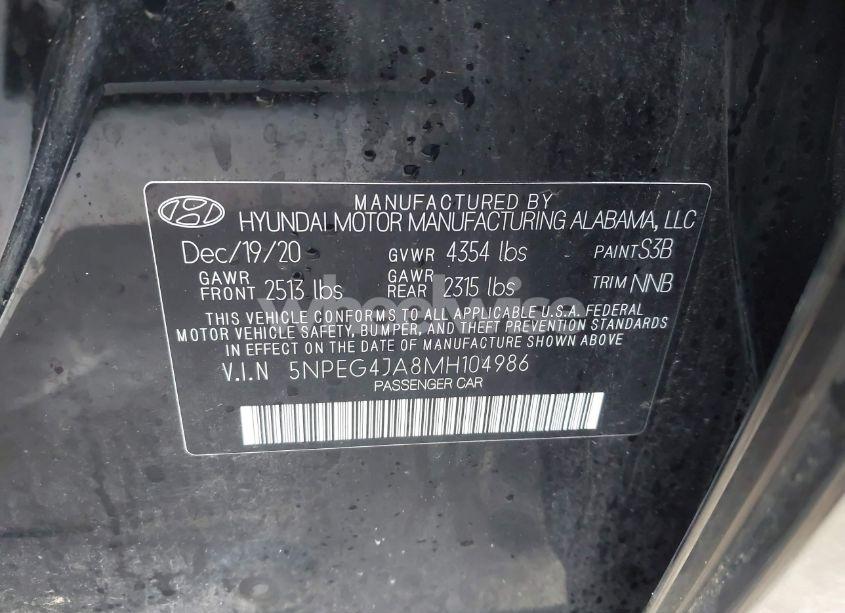 MANUFACTURED BY
HYUNDAI MOTOR MANUFACTURING ALABAMA, LLC
Dec/19/20 GVWR 4354 lbs PAINT S3B
GAWR FRONT 2513 lbs GAWR REAR 2315 lbs TRIM NNB
THIS VEHICLE CONFORMS TO ALL APPLICABLE U.S.A. FEDERAL
MOTOR VEHICLE SAFETY, BUMPER, AND THEFT PREVENTION STANDARDS
IN EFFECT ON THE DATE OF MANUFACTURE SHOWN ABOVE
V.I.N 5NPEG4JA8MH104986
PASSENGER CAR